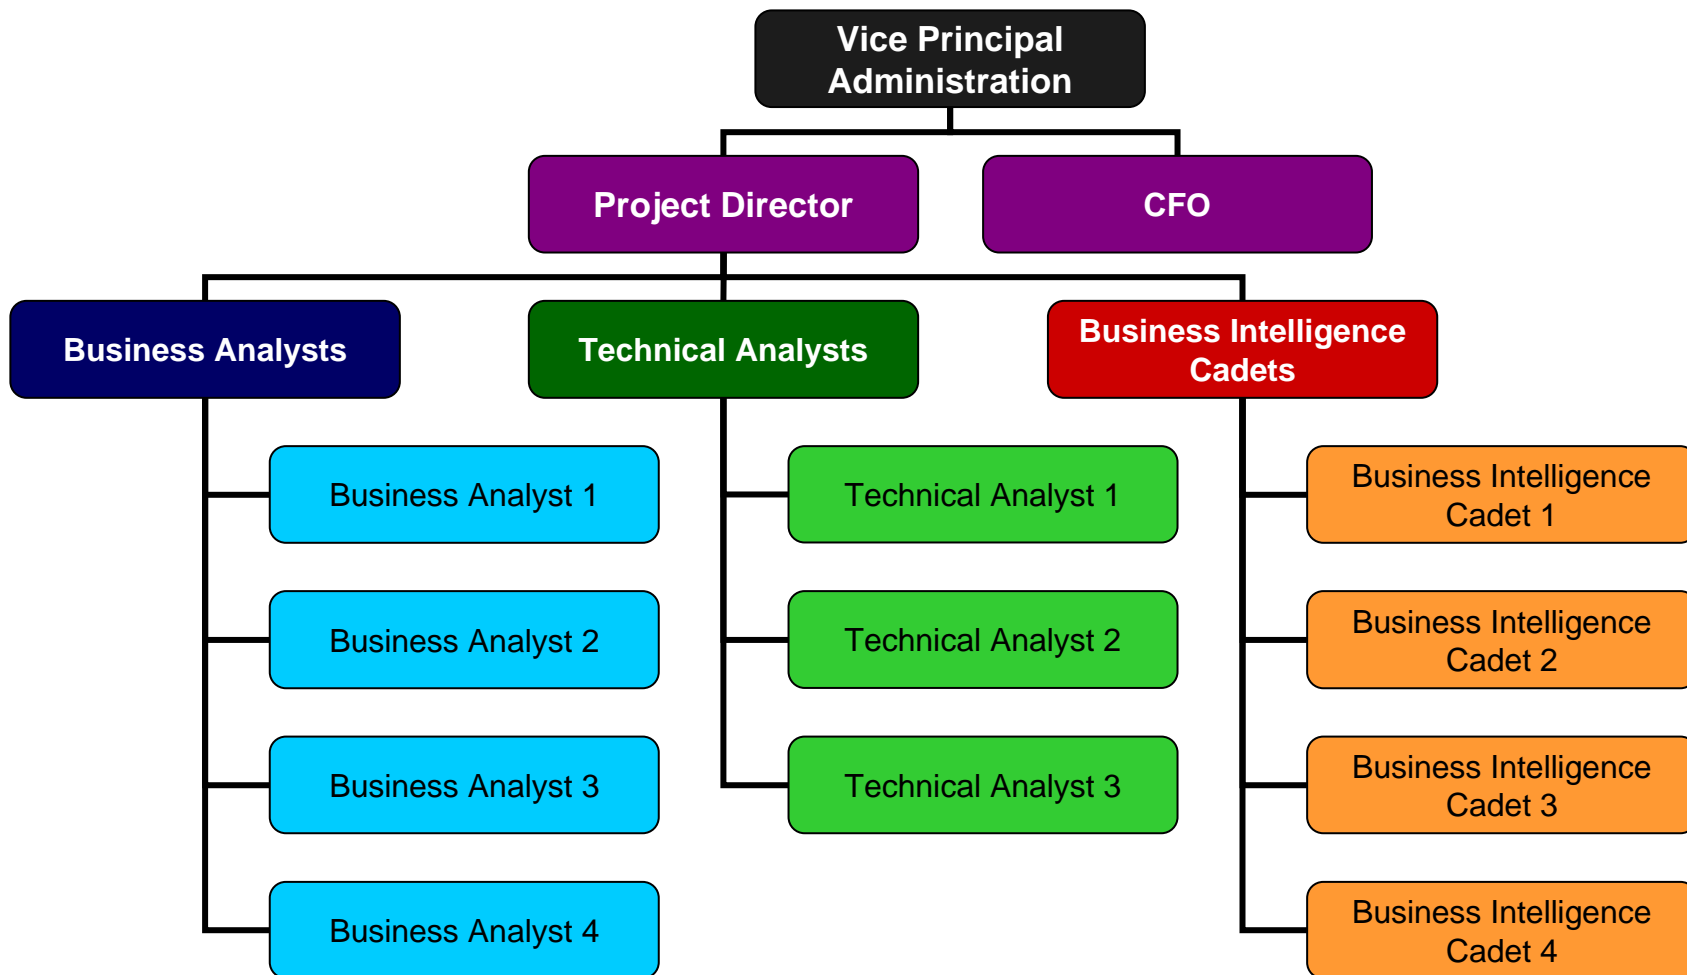 Vice Principal
Administration
Project Director
CFO
Business Analysts
Technical Analysts
Business Intelligence
Cadets
Business Analyst 1
Technical Analyst 1
Business Intelligence
Cadet 1
Business Analyst 2
Technical Analyst 2
Business Intelligence
Cadet 2
Business Analyst 3
Technical Analyst 3
Business Intelligence
Cadet 3
Business Analyst 4
Business Intelligence
Cadet 4